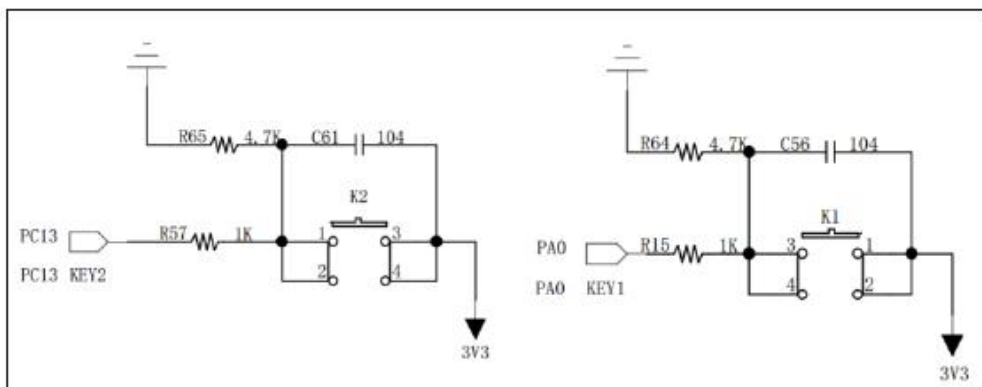 R65 4.7K C61 104
K2
PC13 R57 1K 1 3
PC13 KEY2 2 4
3V3
R64 4.7K C56 104
K1
PA0 R15 1K 3 1
PA0 KEY1 4 2
3V3